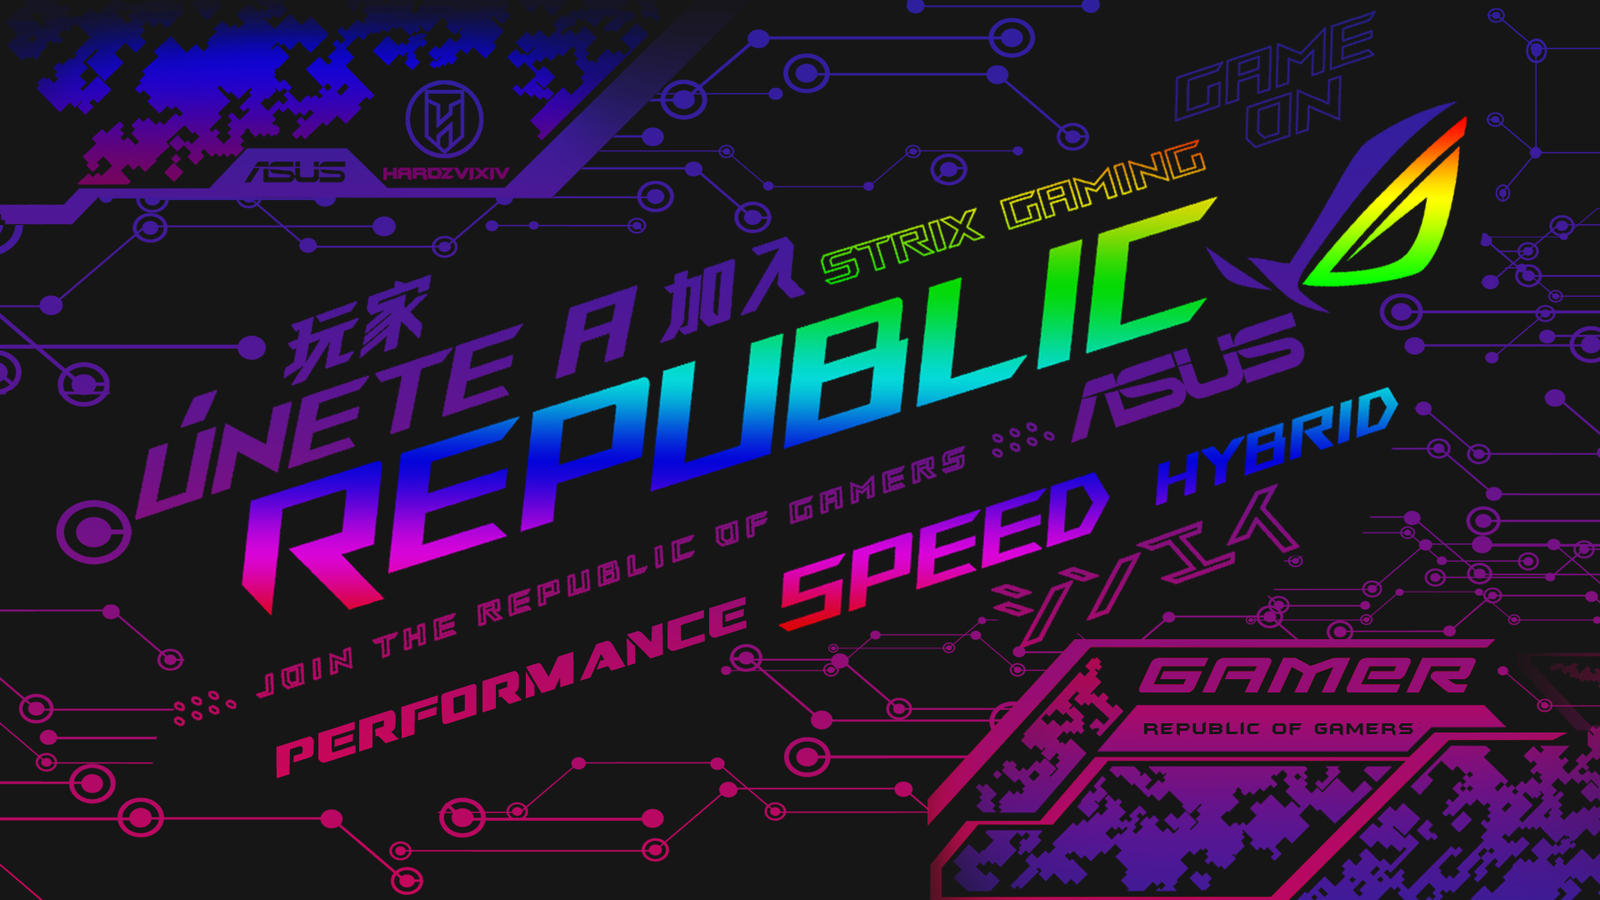 GAME
ON
ASUS
HARDZVIXIV
STRIX GAMING
玩家
ÚNETE A 加入
REPUBLIC
ASUS
JOIN THE REPUBLIC OF GAMERS
HYBRID
PERFORMANCE SPEED
GAMER
REPUBLIC OF GAMERS